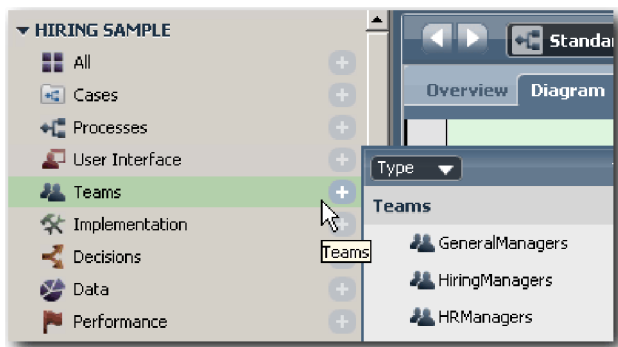 HIRING SAMPLE
All
Cases
Processes
User Interface
Teams
Implementation
Decisions
Data
Performance
Teams
Standa
Overview Diagram
Type
Teams
GeneralManagers
HiringManagers
HRManagers